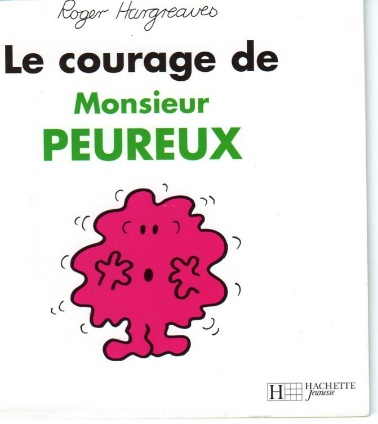 Roger Hargreaves
Le courage de
Monsieur
PEUREUX
H HACHETTE
Jeunesse